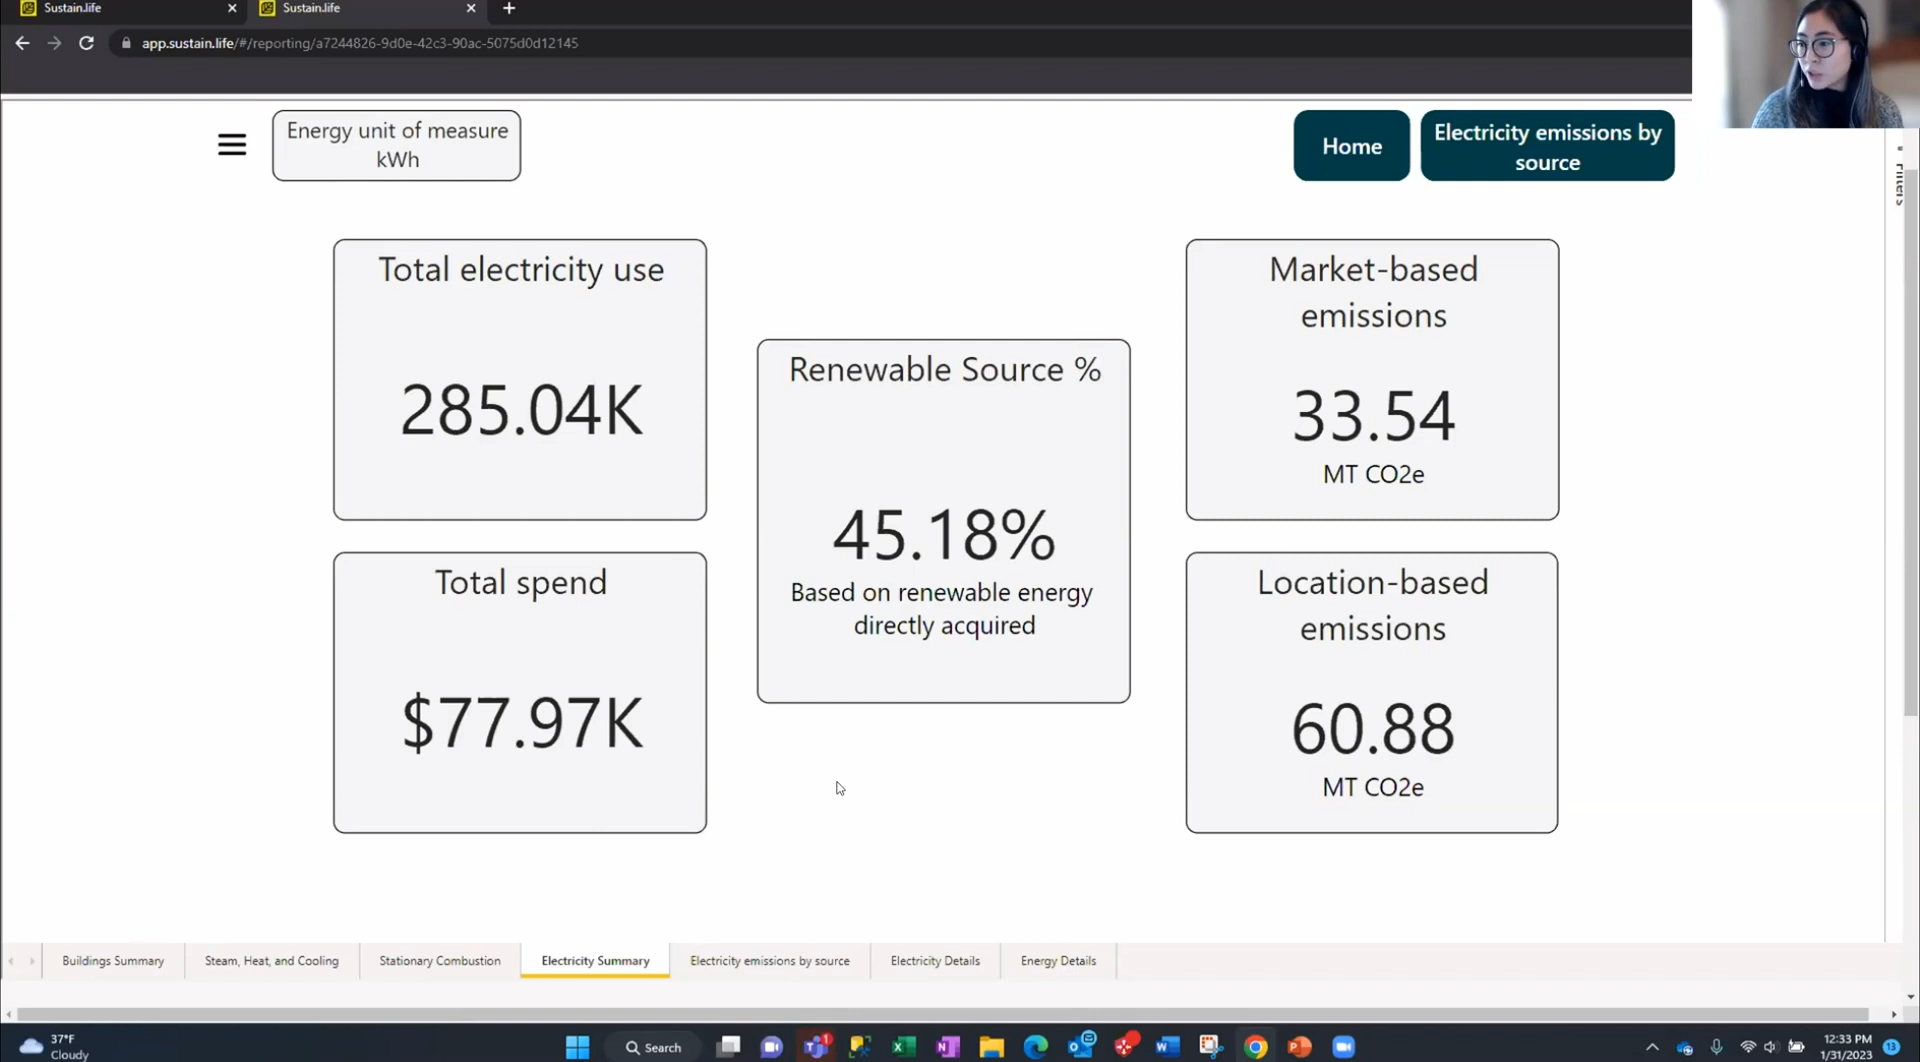 Sustain.life
Sustain.life
app.sustain.life/#/reporting/a7244826-9d0e-42c3-90ac-5075d0d12145
Energy unit of measure
kWh
Home
Electricity emissions by
source
Filters
Total electricity use
285.04K
Market-based
emissions
33.54
MT CO2e
Renewable Source %
45.18%
Based on renewable energy
directly acquired
Total spend
$77.97K
Location-based
emissions
60.88
MT CO2e
Buildings Summary
Steam, Heat, and Cooling
Stationary Combustion
Electricity Summary
Electricity emissions by source
Electricity Details
Energy Details
37°F
Cloudy
Search
1
12:33 PM
1/31/2023
13